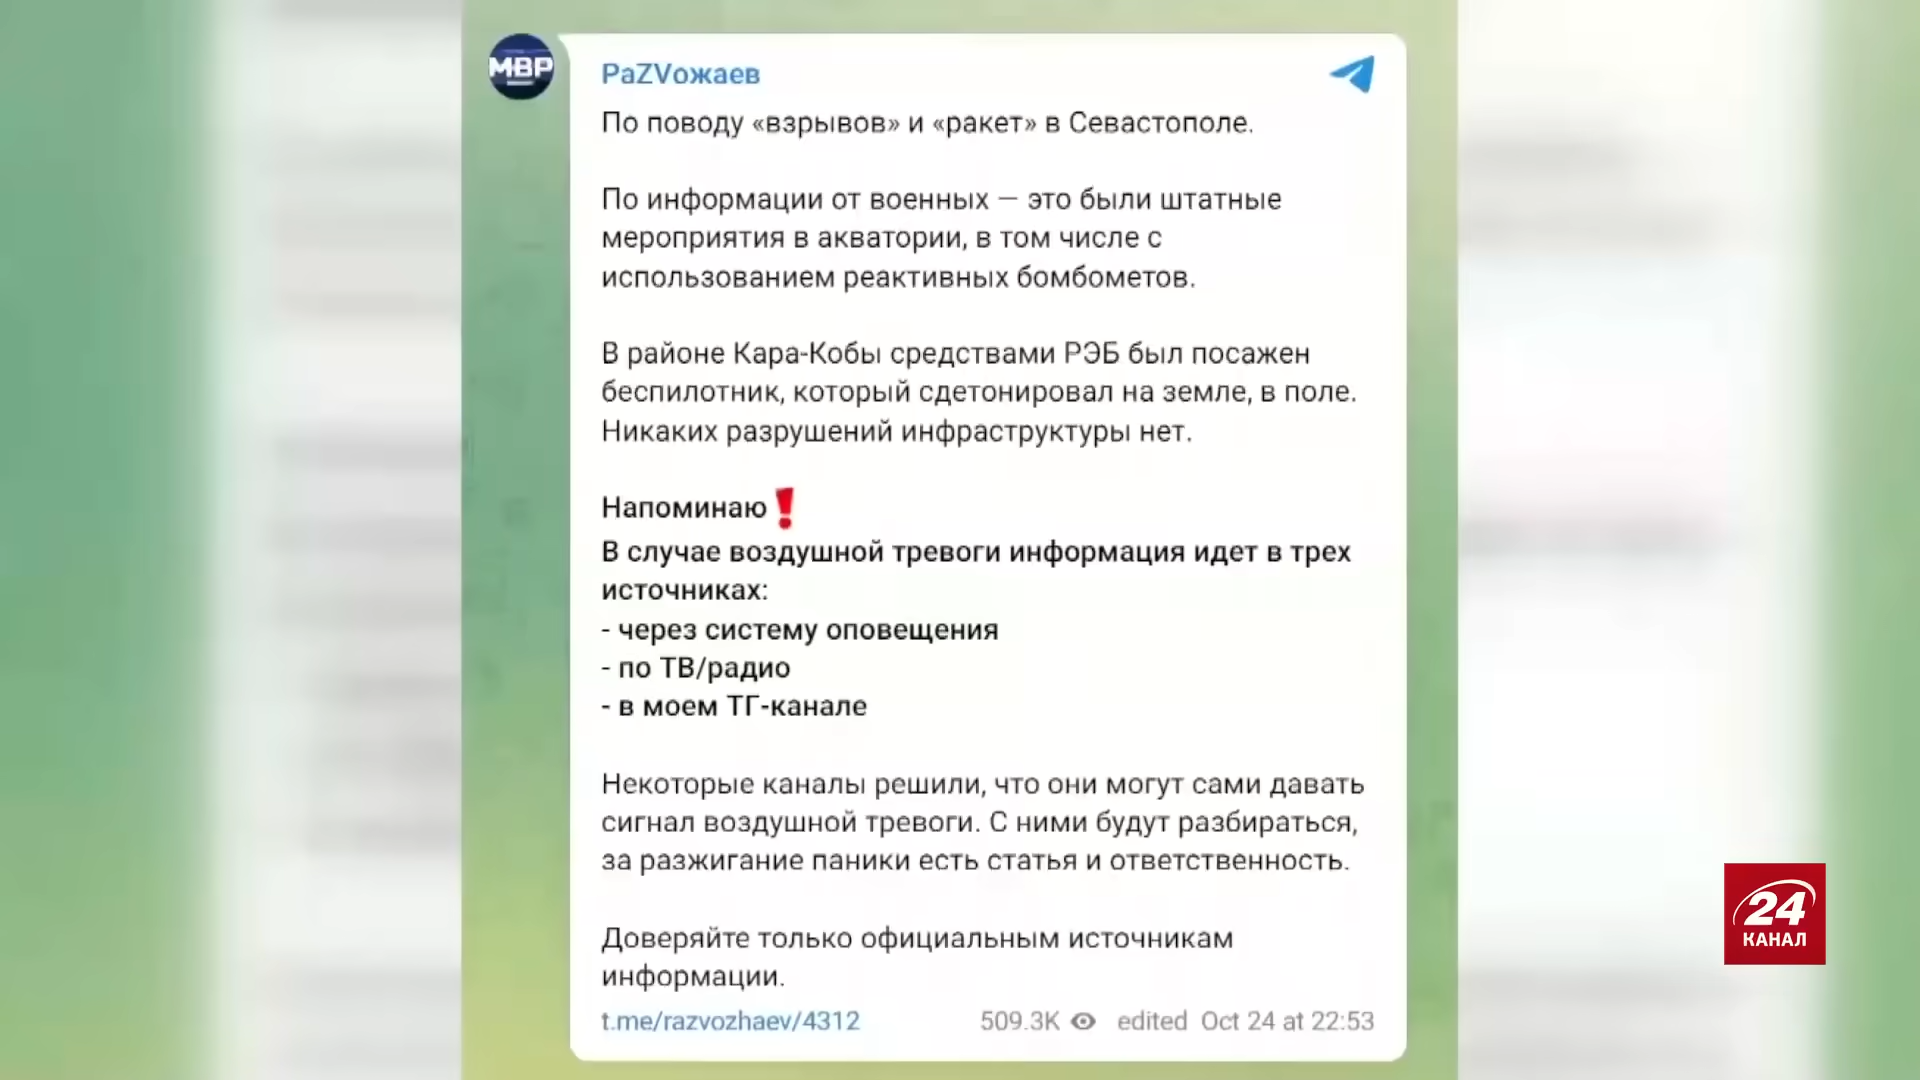 МВР
PaZVожаев
По поводу «взрывов» и «ракет» в Севастополе.
По информации от военных — это были штатные
мероприятия в акватории, в том числе с
использованием реактивных бомбометов.
В районе Кара-Кобы средствами РЭБ был посажен
беспилотник, который сдетонировал на земле, в поле.
Никаких разрушений инфраструктуры нет.
Напоминаю❗
В случае воздушной тревоги информация идет в трех
источниках:
- через систему оповещения
- по ТВ/радио
- в моем ТГ-канале
Некоторые каналы решили, что они могут сами давать
сигнал воздушной тревоги. С ними будут разбираться,
за разжигание паники есть статья и ответственность.
Доверяйте только официальным источникам
информации.
t.me/razvozhaev/4312 509.3K edited Oct 24 at 22:53
24
КАНАЛ